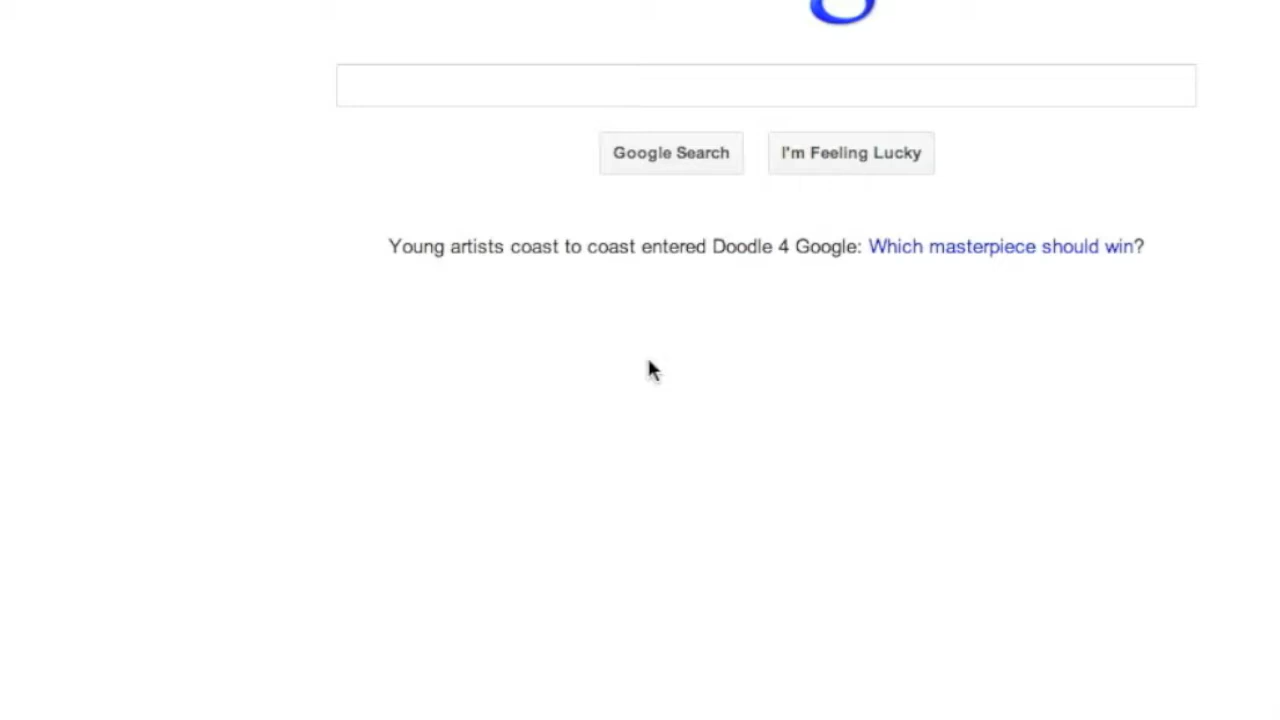 g
Google Search
I'm Feeling Lucky
Young artists coast to coast entered Doodle 4 Google: Which masterpiece should win?